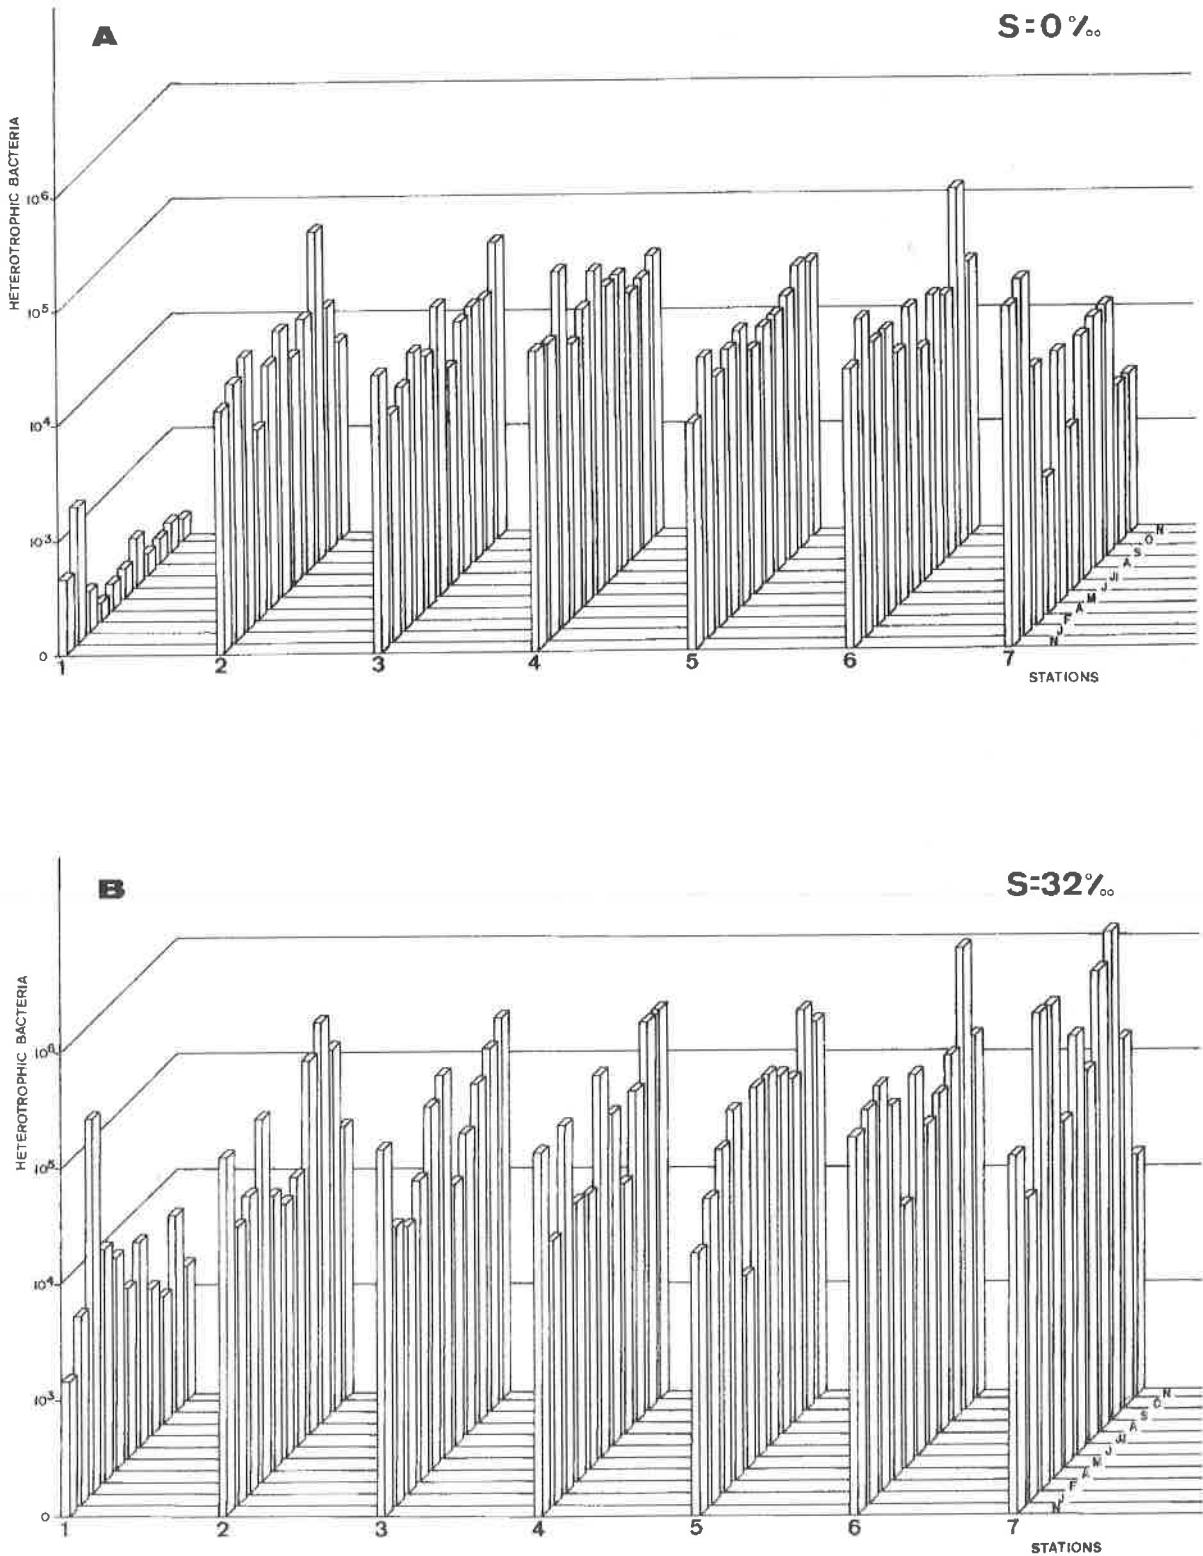 A
S=0‰
HETEROTROPHIC BACTERIA
10⁶
10⁵
10⁴
10³
0
1 2 3 4 5 6 7
STATIONS
N J F A M J Jl A S O N
B
S=32‰
HETEROTROPHIC BACTERIA
10⁶
10⁵
10⁴
10³
0
1 2 3 4 5 6 7
STATIONS
N J F A M J Jl A S O N